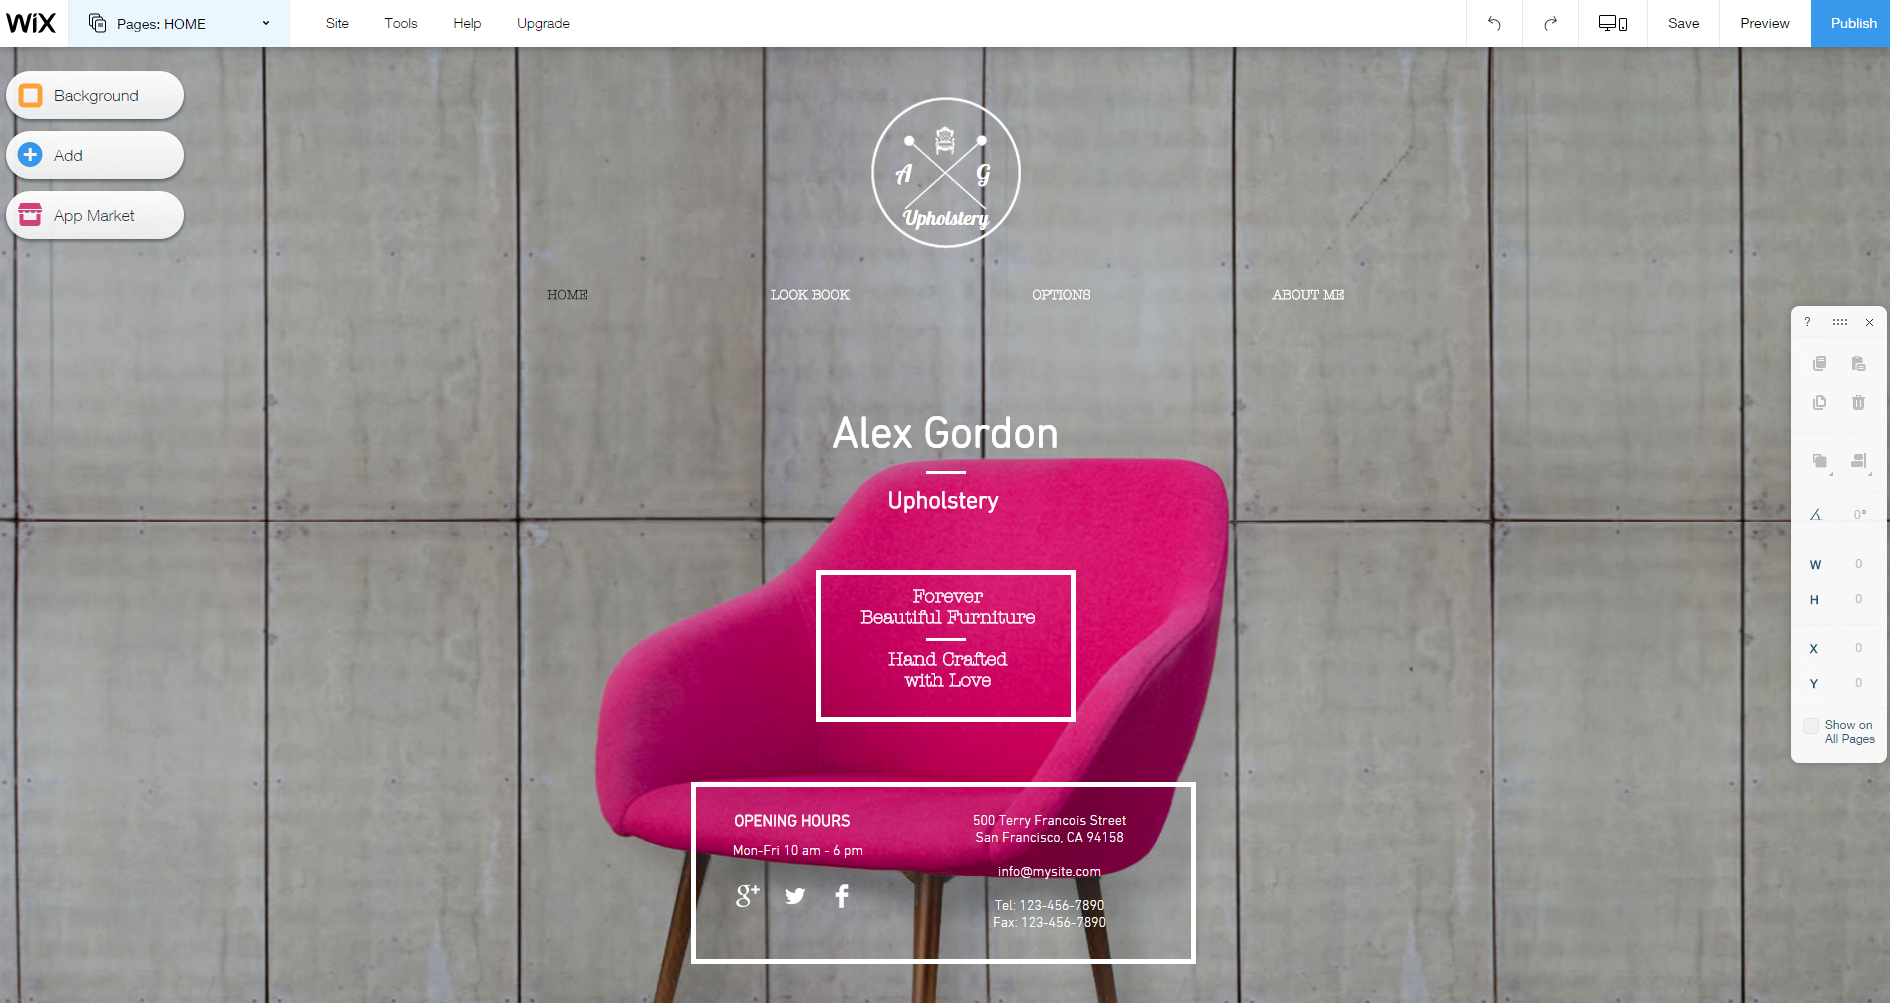 WiX
Pages: HOME
Site
Tools
Help
Upgrade
Save
Preview
Publish
Background
Add
App Market
A G
Upholstery
HOME
LOOK BOOK
OPTIONS
ABOUT ME
Alex Gordon
Upholstery
Forever
Beautiful Furniture
Hand Crafted
with Love
OPENING HOURS
Mon-Fri 10 am - 6 pm
g+
f
500 Terry Francois Street
San Francisco, CA 94158
info@mysite.com
Tel: 123-456-7890
Fax: 123-456-7890
?
0°
W 0
H 0
X 0
Y 0
Show on
All Pages